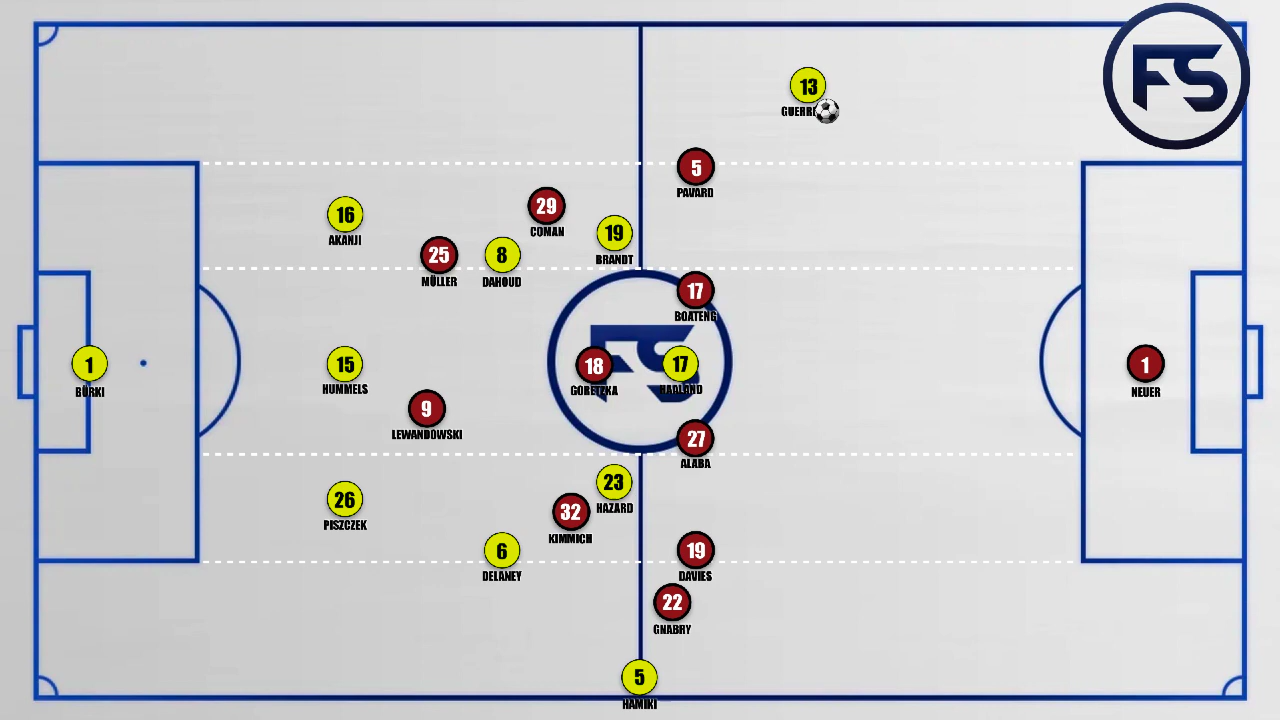 FS
13
GUERR
5
PAVARD
29
COMAN
16
AKANJI
19
BRANDT
25
MÜLLER
8
DAHOUD
17
BOATENG
1
BÜRKI
15
HUMMELS
18
GORETZKA
17
HAALAND
FS
1
NEUER
9
LEWANDOWSKI
27
ALABA
26
PISZCZEK
23
HAZARD
32
KIMMICH
6
DELANEY
19
DAVIES
22
GNABRY
5
HAMIKI